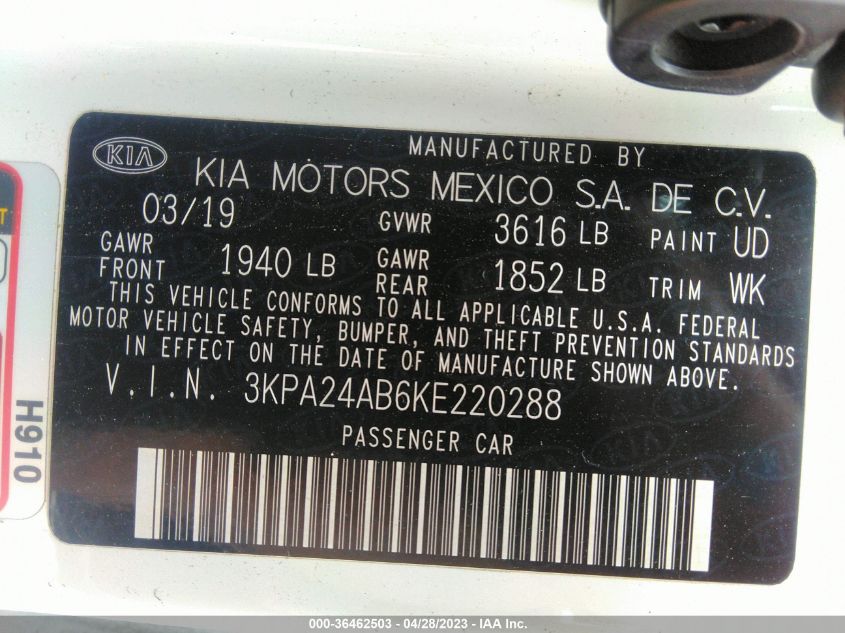 KIA
MANUFACTURED BY
KIA MOTORS MEXICO S.A. DE C.V.
03/19 GVWR 3616 LB PAINT UD
GAWR FRONT 1940 LB GAWR REAR 1852 LB TRIM WK
THIS VEHICLE CONFORMS TO ALL APPLICABLE U.S.A. FEDERAL
MOTOR VEHICLE SAFETY, BUMPER, AND THEFT PREVENTION STANDARDS
IN EFFECT ON THE DATE OF MANUFACTURE SHOWN ABOVE.
V.I.N. 3KPA24AB6KE220288
PASSENGER CAR
H910
000-36462503 - 04/28/2023 - IAA Inc.